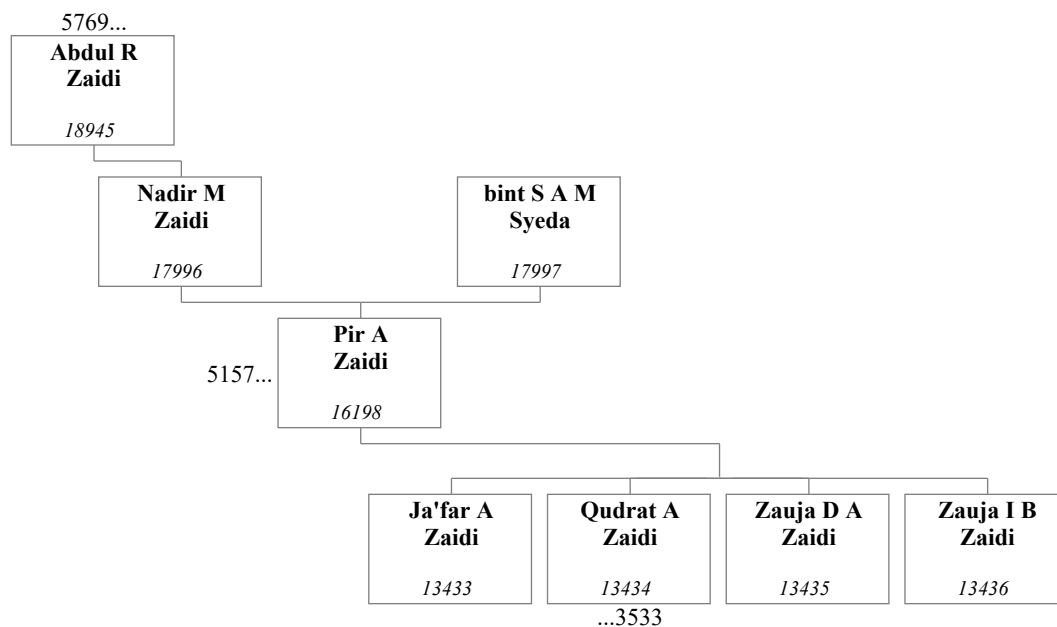 5769...
Abdul R
Zaidi
18945
Nadir M
Zaidi
17996
bint S A M
Syeda
17997
Pir A
Zaidi
5157...
16198
Ja'far A
Zaidi
13433
Qudrat A
Zaidi
13434
Zauja D A
Zaidi
13435
Zauja I B
Zaidi
13436
...3533